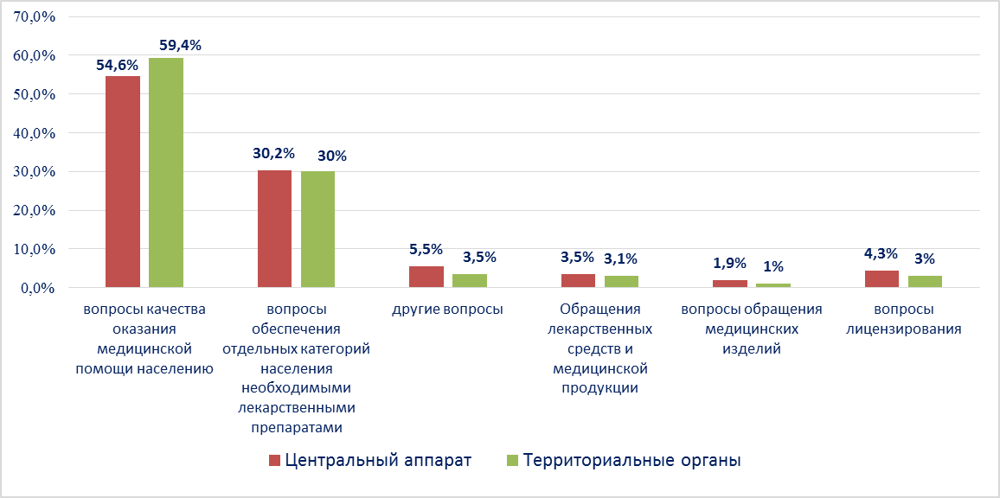 70,0%
60,0%
50,0%
40,0%
30,0%
20,0%
10,0%
0,0%
54,6%
59,4%
30,2%
30%
5,5%
3,5%
3,5%
3,1%
1,9%
1%
4,3%
3%
вопросы качества
оказания
медицинской
помощи населению
вопросы
обеспечения
отдельных категорий
населения
необходимыми
лекарственными
препаратами
другие вопросы
Обращения
лекарственных
средств и
медицинской
продукции
вопросы обращения
медицинских
изделий
вопросы
лицензирования
Центральный аппарат
Территориальные органы